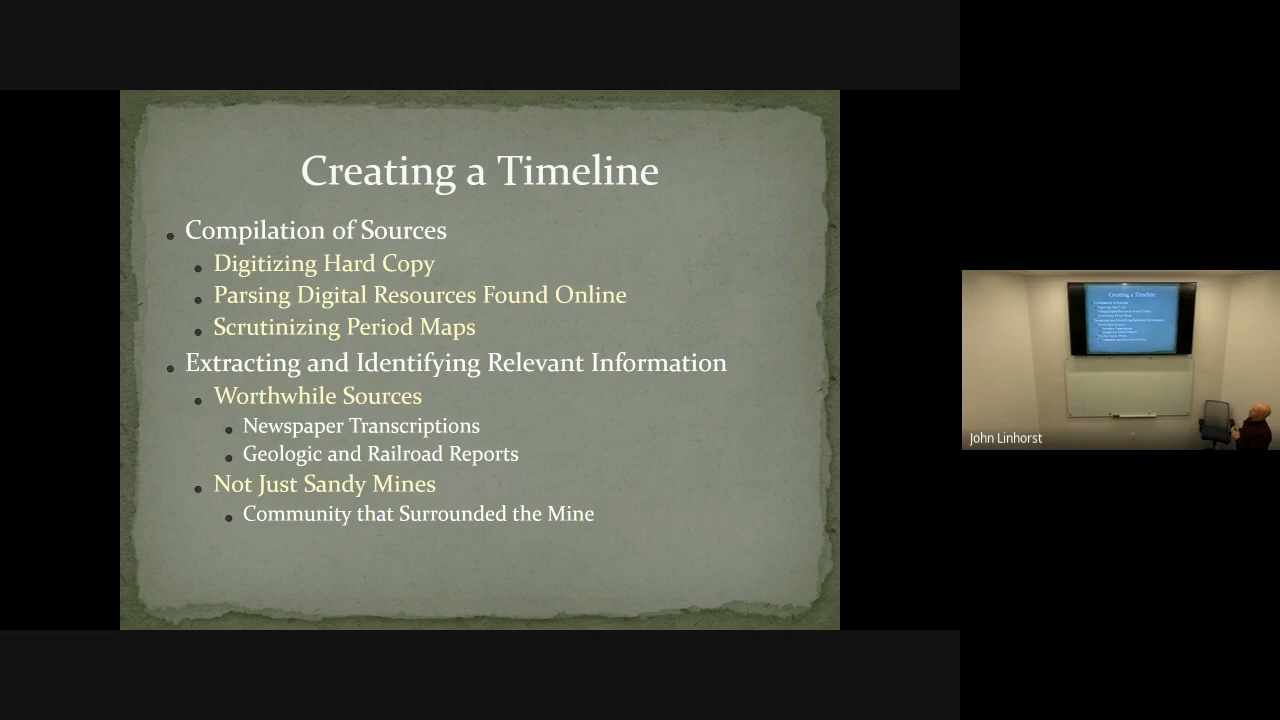 Creating a Timeline
Compilation of Sources
Digitizing Hard Copy
Parsing Digital Resources Found Online
Scrutinizing Period Maps
Extracting and Identifying Relevant Information
Worthwhile Sources
Newspaper Transcriptions
Geologic and Railroad Reports
Not Just Sandy Mines
Community that Surrounded the Mine
Creating a Timeline
John Linhorst